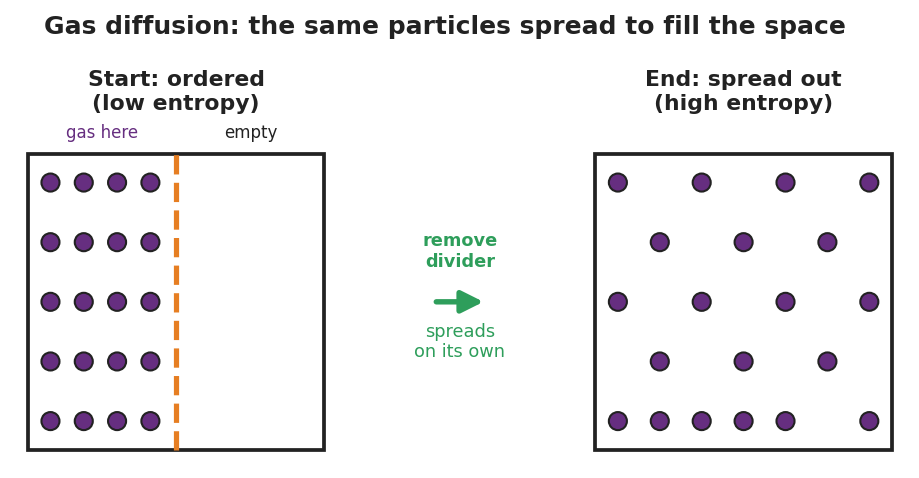 Gas diffusion: the same particles spread to fill the space
Start: ordered
(low entropy)
gas here
empty
remove
divider
spreads
on its own
End: spread out
(high entropy)